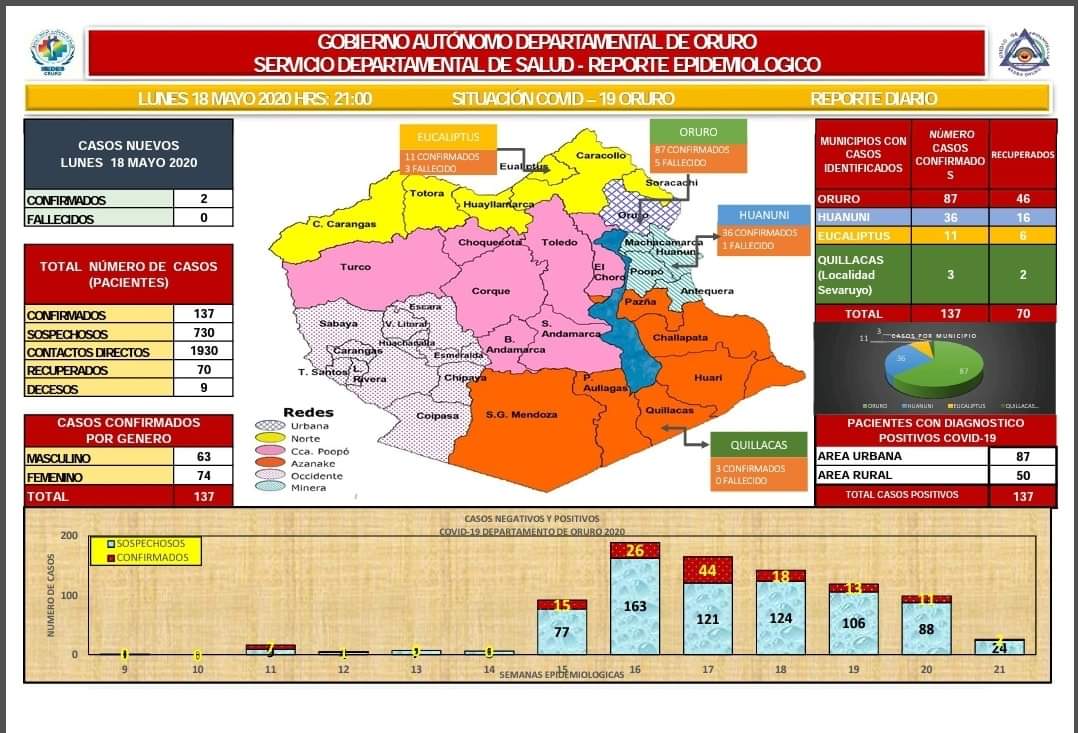 GOBIERNO AUTÓNOMO DEPARTAMENTAL DE ORURO
SERVICIO DEPARTAMENTAL DE SALUD - REPORTE EPIDEMIOLOGICO
SEDES
ORURO
LUNES 18 MAYO 2020 HRS: 21:00 SITUACIÓN COVID – 19 ORURO REPORTE DIARIO
CASOS NUEVOS
LUNES 18 MAYO 2020
CONFIRMADOS 2
FALLECIDOS 0
TOTAL NÚMERO DE CASOS
(PACIENTES)
CONFIRMADOS 137
SOSPECHOSOS 730
CONTACTOS DIRECTOS 1930
RECUPERADOS 70
DECESOS 9
CASOS CONFIRMADOS
POR GENERO
MASCULINO 63
FEMENINO 74
TOTAL 137
EUCALIPTUS
11 CONFIRMADOS
3 FALLECIDO
ORURO
87 CONFIRMADOS
5 FALLECIDO
HUANUNI
36 CONFIRMADOS
1 FALLECIDO
QUILLACAS
3 CONFIRMADOS
0 FALLECIDO
Caracollo
Soracachi
Totora
Huayllamarca
C. Carangas
Oruro
Choquecota
Toledo
Machacamarca
Huanuni
Turco
El
Choro
Poopó
Corque
Antequera
Pazña
Escara
Sabaya
V. Litoral
S.
Andamarca
Challapata
Huachacalla
B.
Andamarca
Carangas
Esmeralda
T. Santos
L.
Rivera
Chipaya
P.
Aullagas
Huari
Coipasa
S.G. Mendoza
Quillacas
Redes
Urbana
Norte
Cca. Poopó
Azanake
Occidente
Minera
MUNICIPIOS CON
CASOS
IDENTIFICADOS
NÚMERO
CASOS
CONFIRMADO
S
RECUPERADOS
ORURO 87 46
HUANUNI 36 16
EUCALIPTUS 11 6
QUILLACAS
(Localidad
Sevaruyo) 3 2
TOTAL 137 70
CASOS POR MUNICIPIO
3
11
36
87
ORURO HUANUNI EUCALIPTUS QUILLACAS...
PACIENTES CON DIAGNOSTICO
POSITIVOS COVID-19
AREA URBANA 87
AREA RURAL 50
TOTAL CASOS POSITIVOS 137
CASOS NEGATIVOS Y POSITIVOS
COVID-19 DEPARTAMENTO DE ORURO 2020
SOSPECHOSOS
CONFIRMADOS
NUMERO DE CASOS
200
100
0
7
15
26
44
18
13
11
77
163
121
124
106
88
24
9 10 11 12 13 14 15 16 17 18 19 20 21
SEMANAS EPIDEMIOLOGICAS